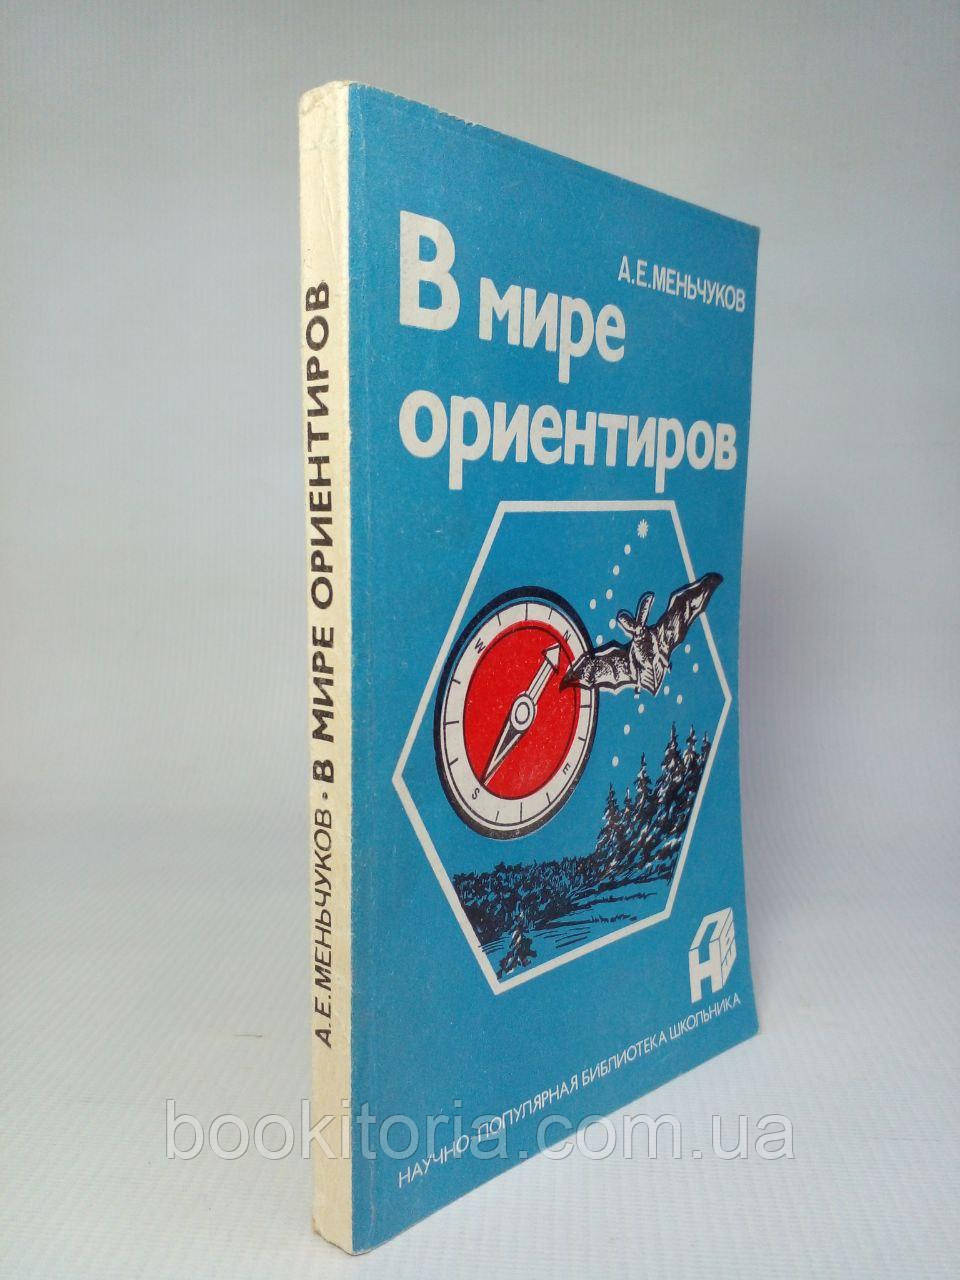 А.Е.МЕНЬЧУКОВ · В МИРЕ ОРИЕНТИРОВ
А.Е.МЕНЬЧУКОВ
В мире
ориентиров
N
W
E
S
НАУЧНО-ПОПУЛЯРНАЯ БИБЛИОТЕКА ШКОЛЬНИКА
bookitoria.com.ua